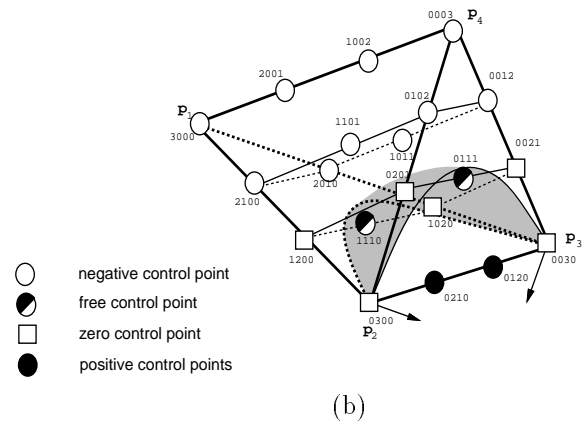 0003
p4
1002
2001
0012
p1
0102
3000
1101
1011
0021
0111
2010
0201
2100
1020
1110
p3
1200
0030
0120
0210
0300
p2
negative control point
free control point
zero control point
positive control points
(b)